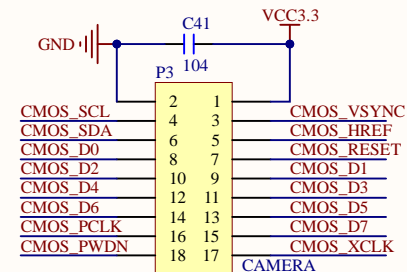 C41
VCC3.3
GND
104
P3
2 1
CMOS_SCL 4 3 CMOS_VSYNC
CMOS_SDA 6 5 CMOS_HREF
CMOS_D0 8 7 CMOS_RESET
CMOS_D2 10 9 CMOS_D1
CMOS_D4 12 11 CMOS_D3
CMOS_D6 14 13 CMOS_D5
CMOS_PCLK 16 15 CMOS_D7
CMOS_PWDN 18 17 CMOS_XCLK
CAMERA